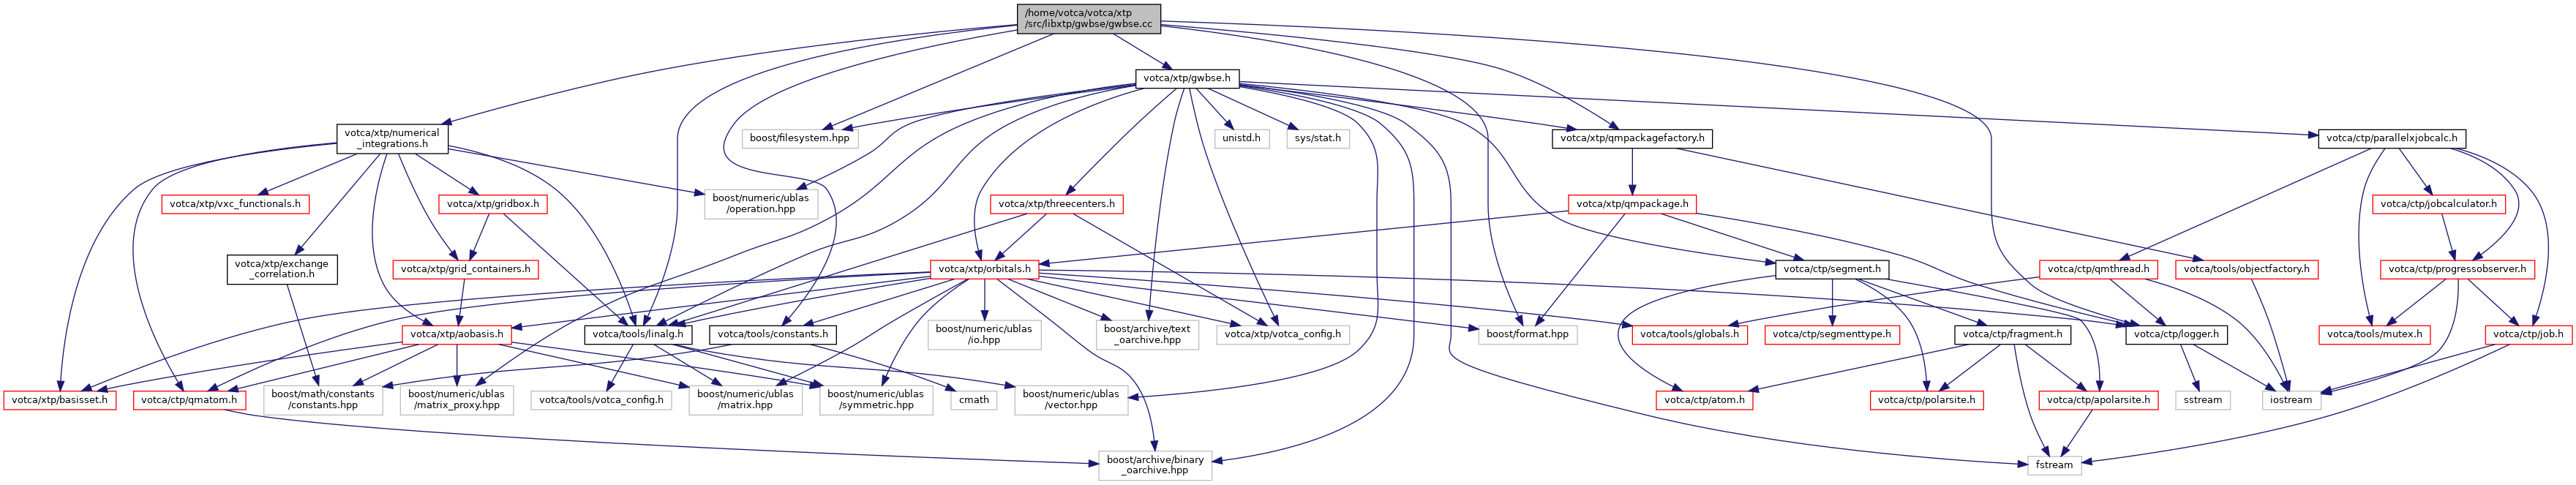 /home/votca/votca/xtp
/src/libxtp/gwbse/gwbse.cc
votca/xtp/gwbse.h
votca/xtp/numerical
_integrations.h
boost/filesystem.hpp
unistd.h
sys/stat.h
votca/xtp/qmpackagefactory.h
votca/ctp/parallelxjobcalc.h
votca/xtp/vxc_functionals.h
votca/xtp/gridbox.h
boost/numeric/ublas
/operation.hpp
votca/xtp/threecenters.h
votca/xtp/qmpackage.h
votca/ctp/jobcalculator.h
votca/xtp/exchange
_correlation.h
votca/xtp/grid_containers.h
votca/xtp/orbitals.h
votca/ctp/segment.h
votca/ctp/qmthread.h
votca/tools/objectfactory.h
votca/ctp/progressobserver.h
votca/xtp/aobasis.h
votca/tools/linalg.h
votca/tools/constants.h
boost/numeric/ublas
/io.hpp
boost/archive/text
_oarchive.hpp
votca/xtp/votca_config.h
boost/format.hpp
votca/tools/globals.h
votca/ctp/segmenttype.h
votca/ctp/fragment.h
votca/ctp/logger.h
votca/tools/mutex.h
votca/ctp/job.h
votca/xtp/basisset.h
votca/ctp/qmatom.h
boost/math/constants
/constants.hpp
boost/numeric/ublas
/matrix_proxy.hpp
votca/tools/votca_config.h
boost/numeric/ublas
/matrix.hpp
boost/numeric/ublas
/symmetric.hpp
cmath
boost/numeric/ublas
/vector.hpp
votca/ctp/atom.h
votca/ctp/polarsite.h
votca/ctp/apolarsite.h
sstream
iostream
boost/archive/binary
_oarchive.hpp
fstream